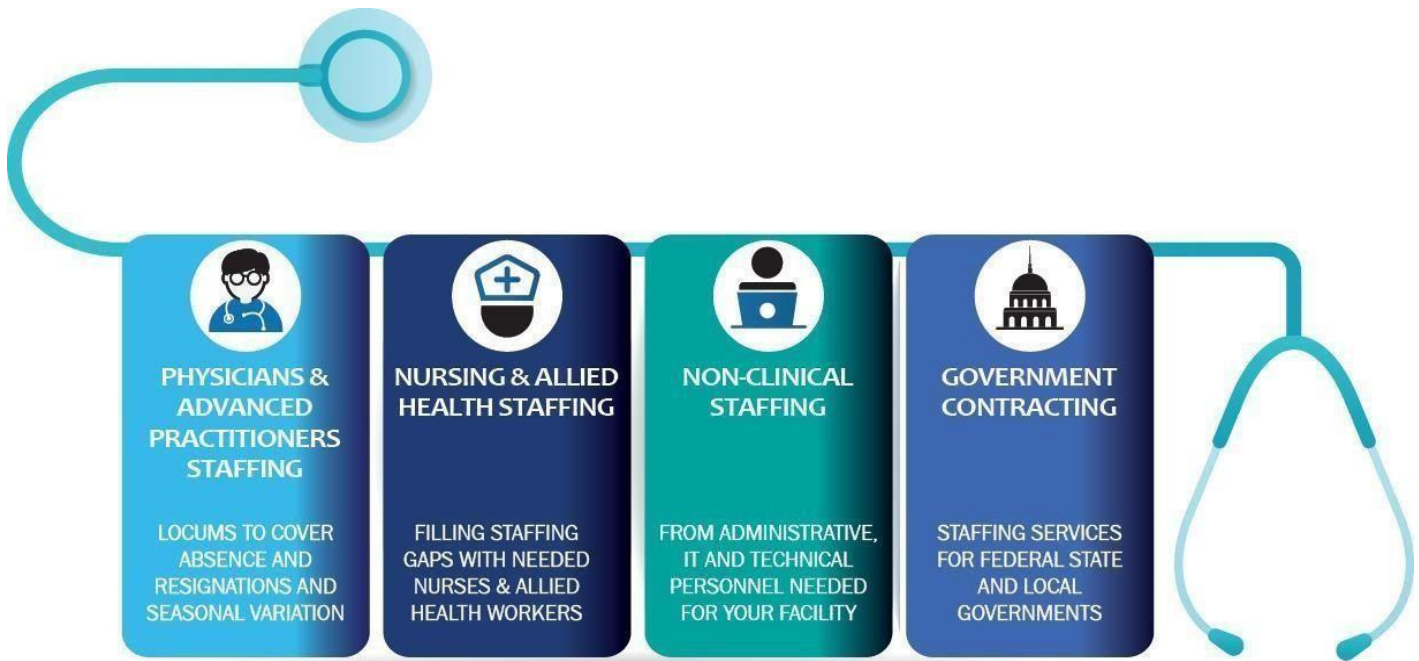 PHYSICIANS &
ADVANCED
PRACTITIONERS
STAFFING
LOCUMS TO COVER
ABSENCE AND
RESIGNATIONS AND
SEASONAL VARIATION
NURSING & ALLIED
HEALTH STAFFING
FILLING STAFFING
GAPS WITH NEEDED
NURSES & ALLIED
HEALTH WORKERS
NON-CLINICAL
STAFFING
FROM ADMINISTRATIVE,
IT AND TECHNICAL
PERSONNEL NEEDED
FOR YOUR FACILITY
GOVERNMENT
CONTRACTING
STAFFING SERVICES
FOR FEDERAL STATE
AND LOCAL
GOVERNMENTS